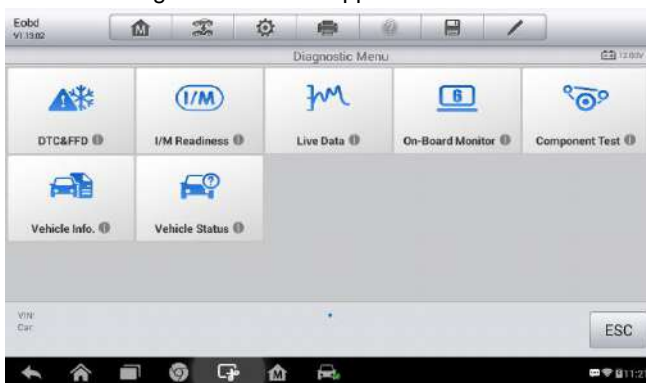 Eobd
V1.13.02
Diagnostic Menu
12.00V
I/M
6
DTC&FFD
I/M Readiness
Live Data
On-Board Monitor
Component Test
Vehicle Info.
Vehicle Status
VIN:
Car:
ESC